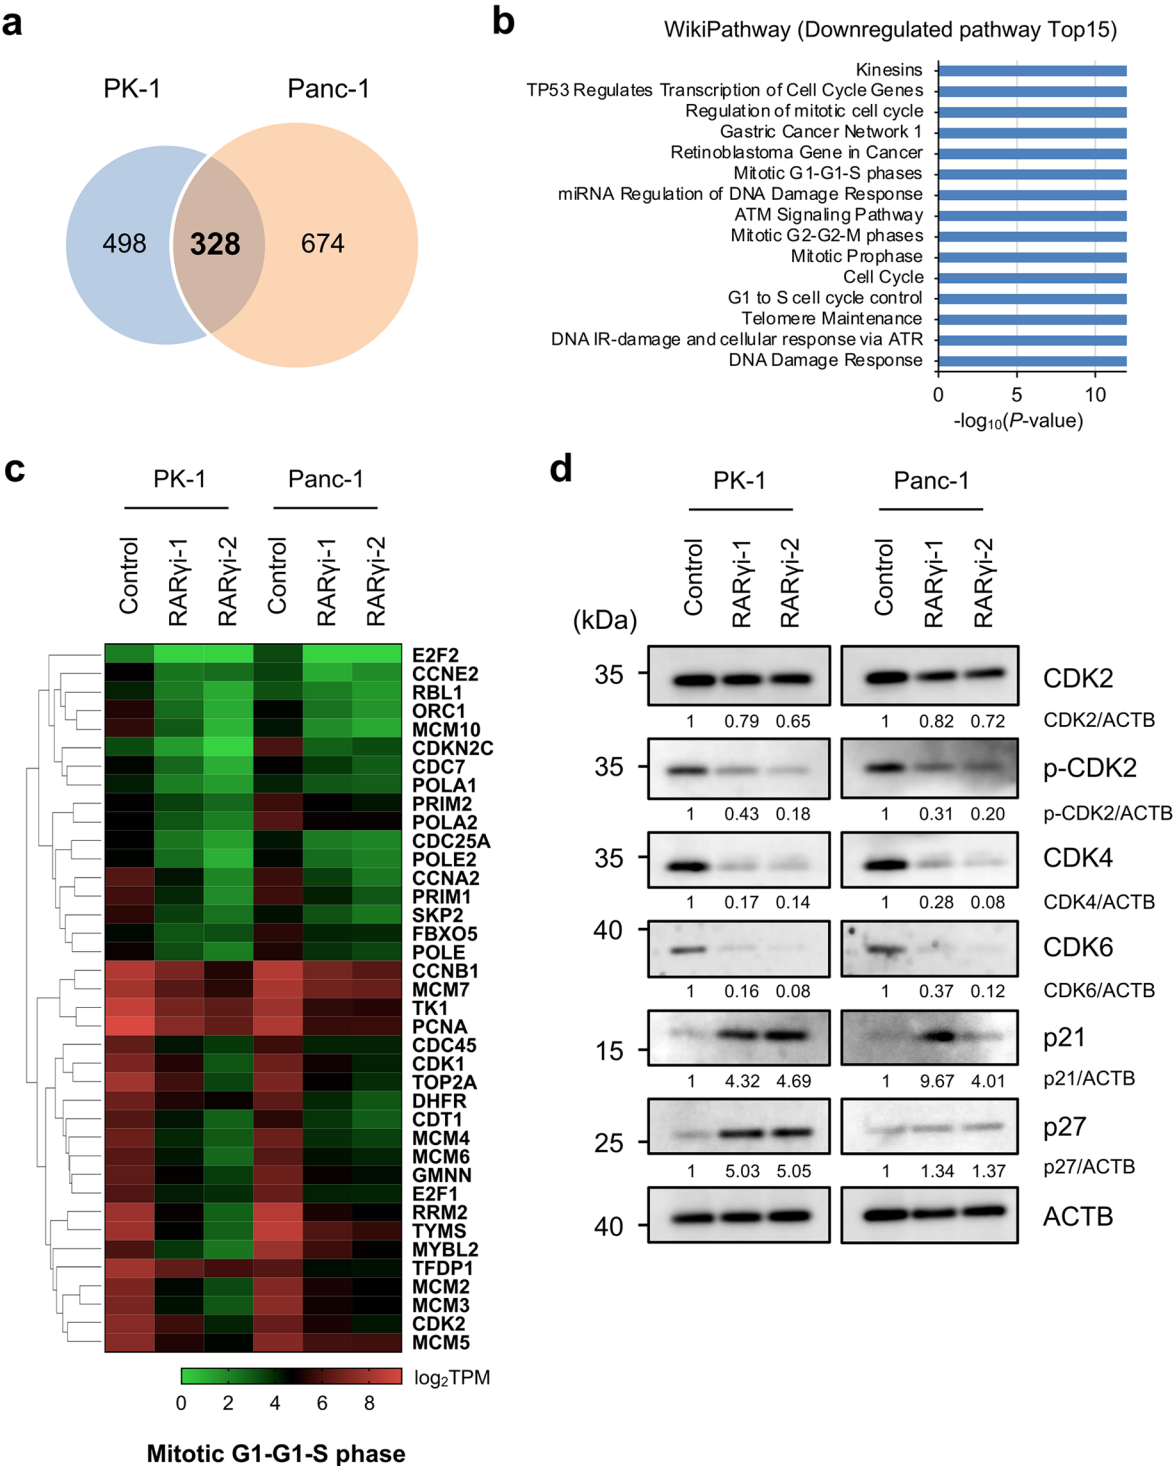 a
PK-1
Panc-1
498
328
674
b
WikiPathway (Downregulated pathway Top15)
Kinesins
TP53 Regulates Transcription of Cell Cycle Genes
Regulation of mitotic cell cycle
Gastric Cancer Network 1
Retinoblastoma Gene in Cancer
Mitotic G1-G1-S phases
miRNA Regulation of DNA Damage Response
ATM Signaling Pathway
Mitotic G2-G2-M phases
Mitotic Prophase
Cell Cycle
G1 to S cell cycle control
Telomere Maintenance
DNA IR-damage and cellular response via ATR
DNA Damage Response
0 5 10
-log₁₀(P-value)
c
PK-1 Panc-1
Control RARγi-1 RARγi-2 Control RARγi-1 RARγi-2
E2F2
CCNE2
RBL1
ORC1
MCM10
CDKN2C
CDC7
POLA1
PRIM2
POLA2
CDC25A
POLE2
CCNA2
PRIM1
SKP2
FBXO5
POLE
CCNB1
MCM7
TK1
PCNA
CDC45
CDK1
TOP2A
DHFR
CDT1
MCM4
MCM6
GMNN
E2F1
RRM2
TYMS
MYBL2
TFDP1
MCM2
MCM3
CDK2
MCM5
log₂TPM
0 2 4 6 8
Mitotic G1-G1-S phase
d
PK-1 Panc-1
Control RARγi-1 RARγi-2 Control RARγi-1 RARγi-2
(kDa)
35 CDK2
1 0.79 0.65 1 0.82 0.72 CDK2/ACTB
35 p-CDK2
1 0.43 0.18 1 0.31 0.20 p-CDK2/ACTB
35 CDK4
1 0.17 0.14 1 0.28 0.08 CDK4/ACTB
40 CDK6
1 0.16 0.08 1 0.37 0.12 CDK6/ACTB
15 p21
1 4.32 4.69 1 9.67 4.01 p21/ACTB
25 p27
1 5.03 5.05 1 1.34 1.37 p27/ACTB
40 ACTB